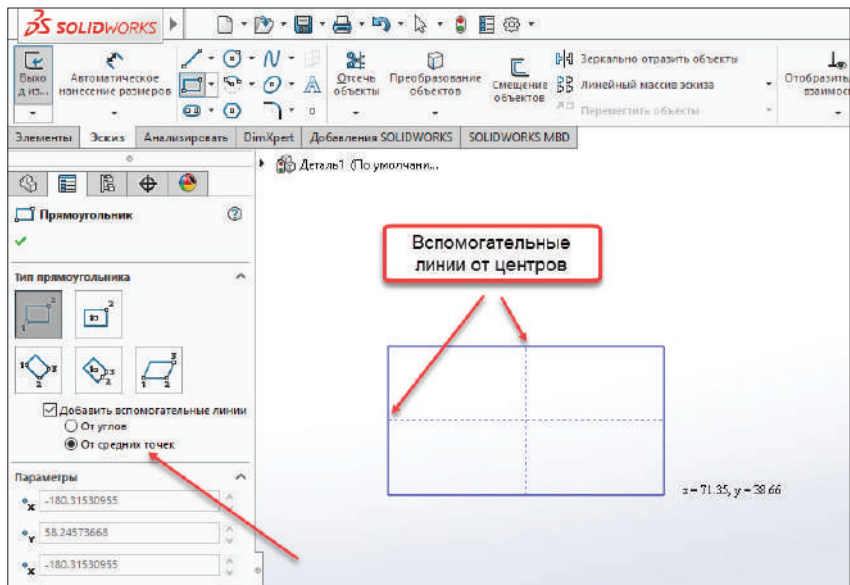 SOLIDWORKS
Выхо
д из...
Автоматическое
нанесение размеров
Отсечь
объекты
Преобразование
объектов
Смещение
объектов
Зеркально отразить объекты
Линейный массив эскиза
Переместить объекты
Отобразить
взаимос
Элементы Эскиз Анализировать DimXpert Добавления SOLIDWORKS SOLIDWORKS MBD
Деталь1 (По умолчани...
Прямоугольник
Тип прямоугольника
Добавить вспомогательные линии
От углов
От средних точек
Параметры
-180.31530955
58.24573668
-180.31530955
Вспомогательные
линии от центров
x = 71.35, y = 38.66